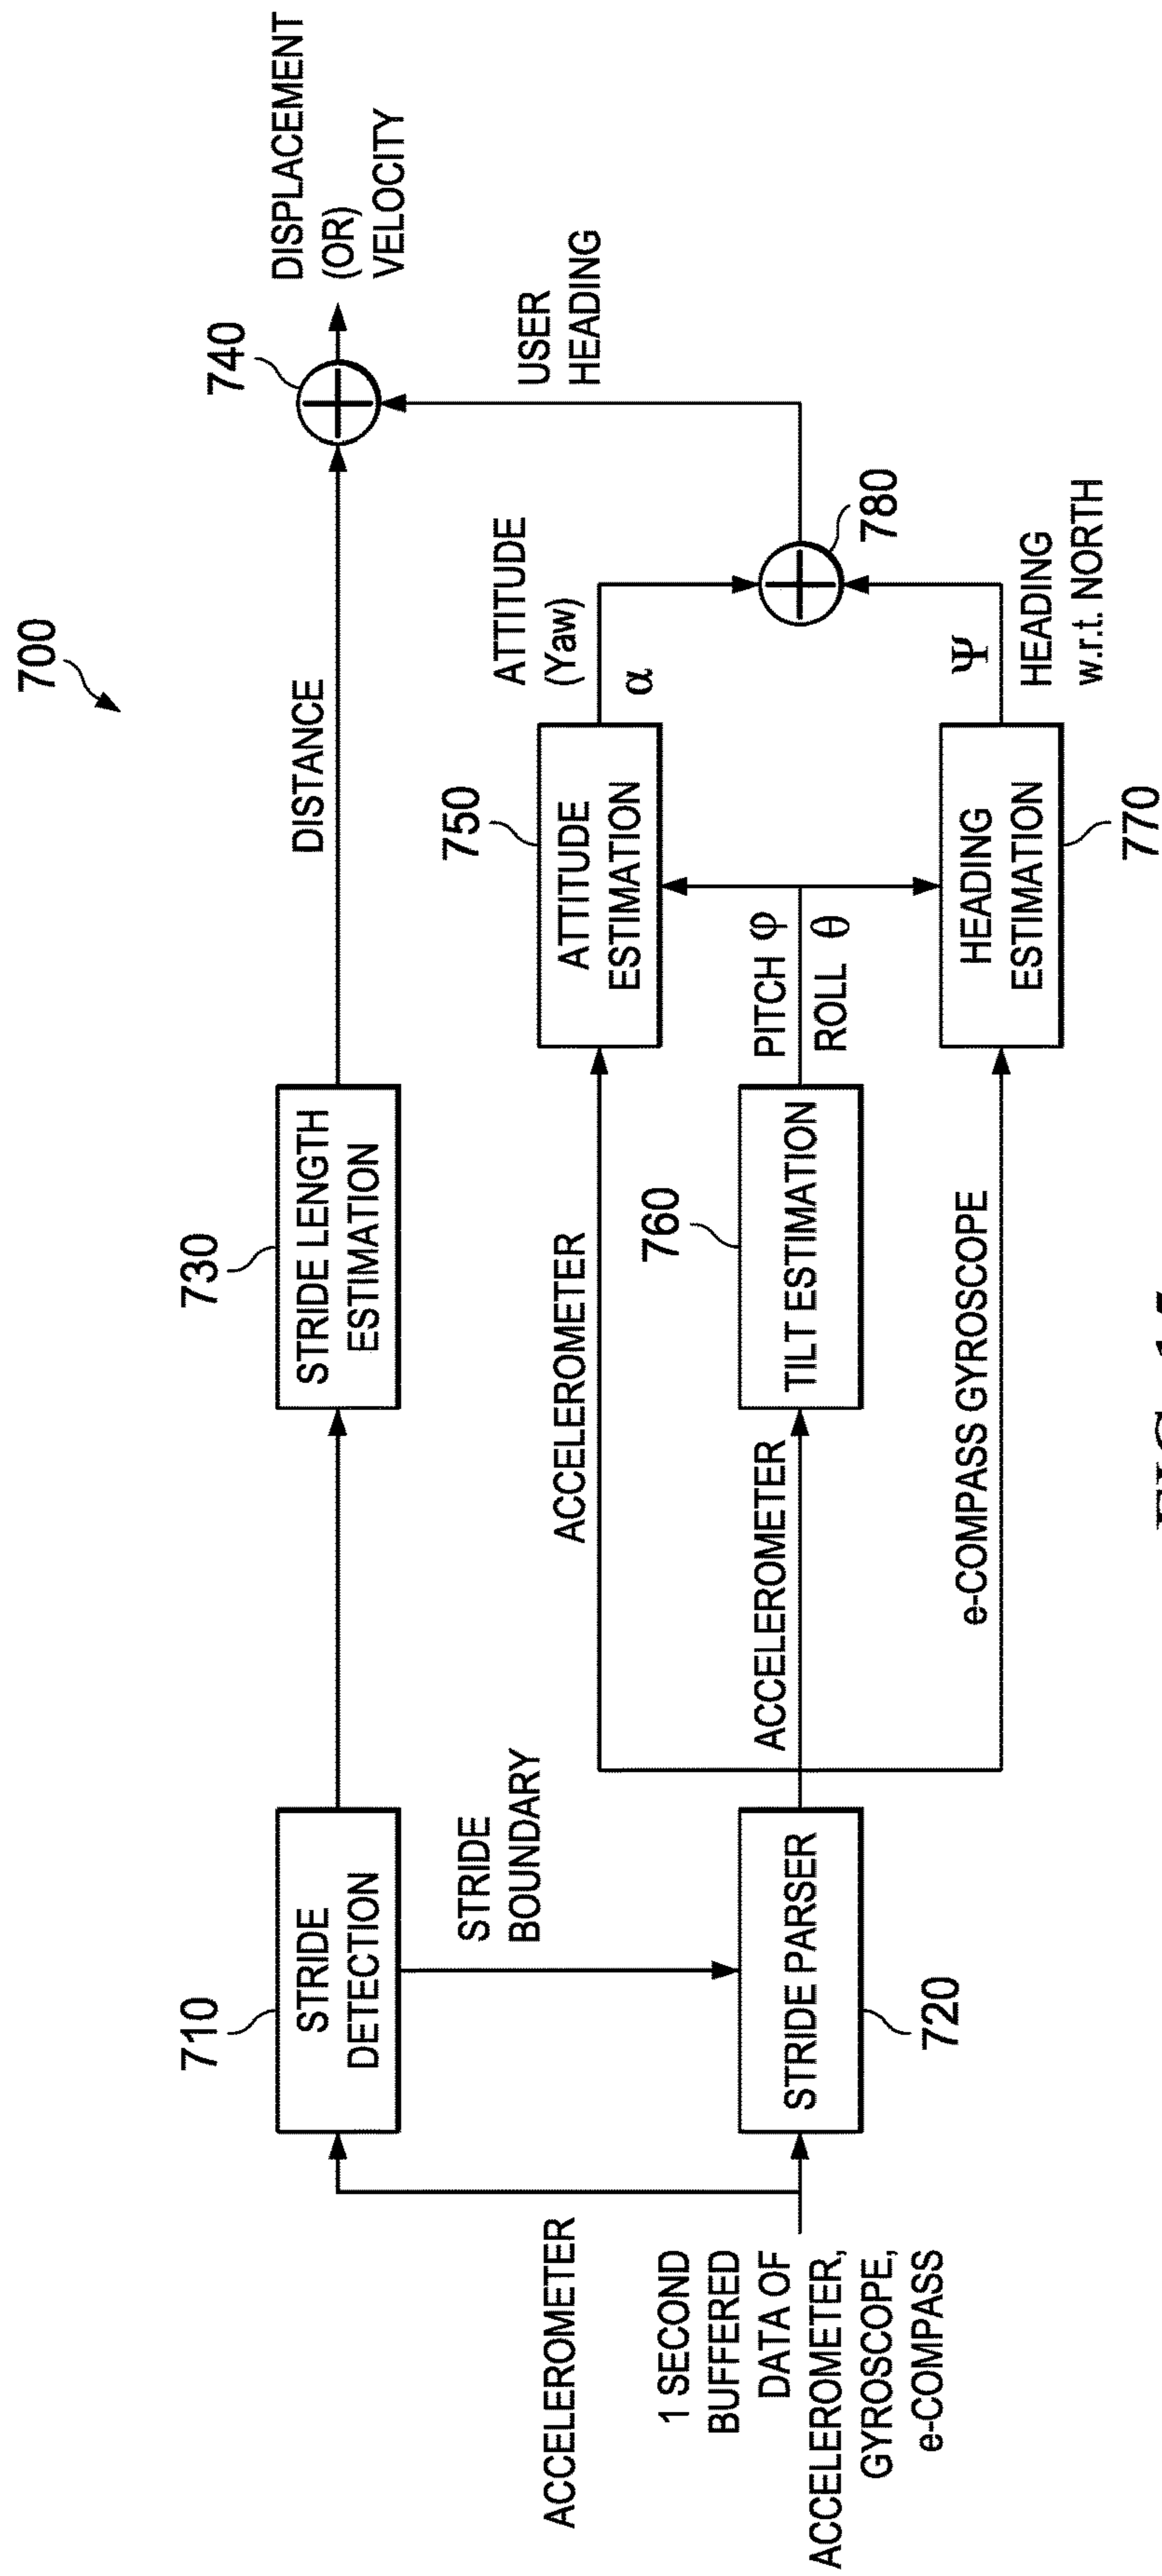 700
ACCELEROMETER
1 SECOND
BUFFERED
DATA OF
ACCELEROMETER,
GYROSCOPE,
e-COMPASS
710
STRIDE
DETECTION
STRIDE
BOUNDARY
STRIDE PARSER
720
730
STRIDE LENGTH
ESTIMATION
DISTANCE
740
DISPLACEMENT
(OR)
VELOCITY
ACCELEROMETER
ACCELEROMETER
e-COMPASS GYROSCOPE
760
TILT ESTIMATION
PITCH φ
ROLL θ
750
ATTITUDE
ESTIMATION
ATTITUDE
(Yaw)
α
HEADING
ESTIMATION
770
Ψ
HEADING
w.r.t. NORTH
780
USER
HEADING